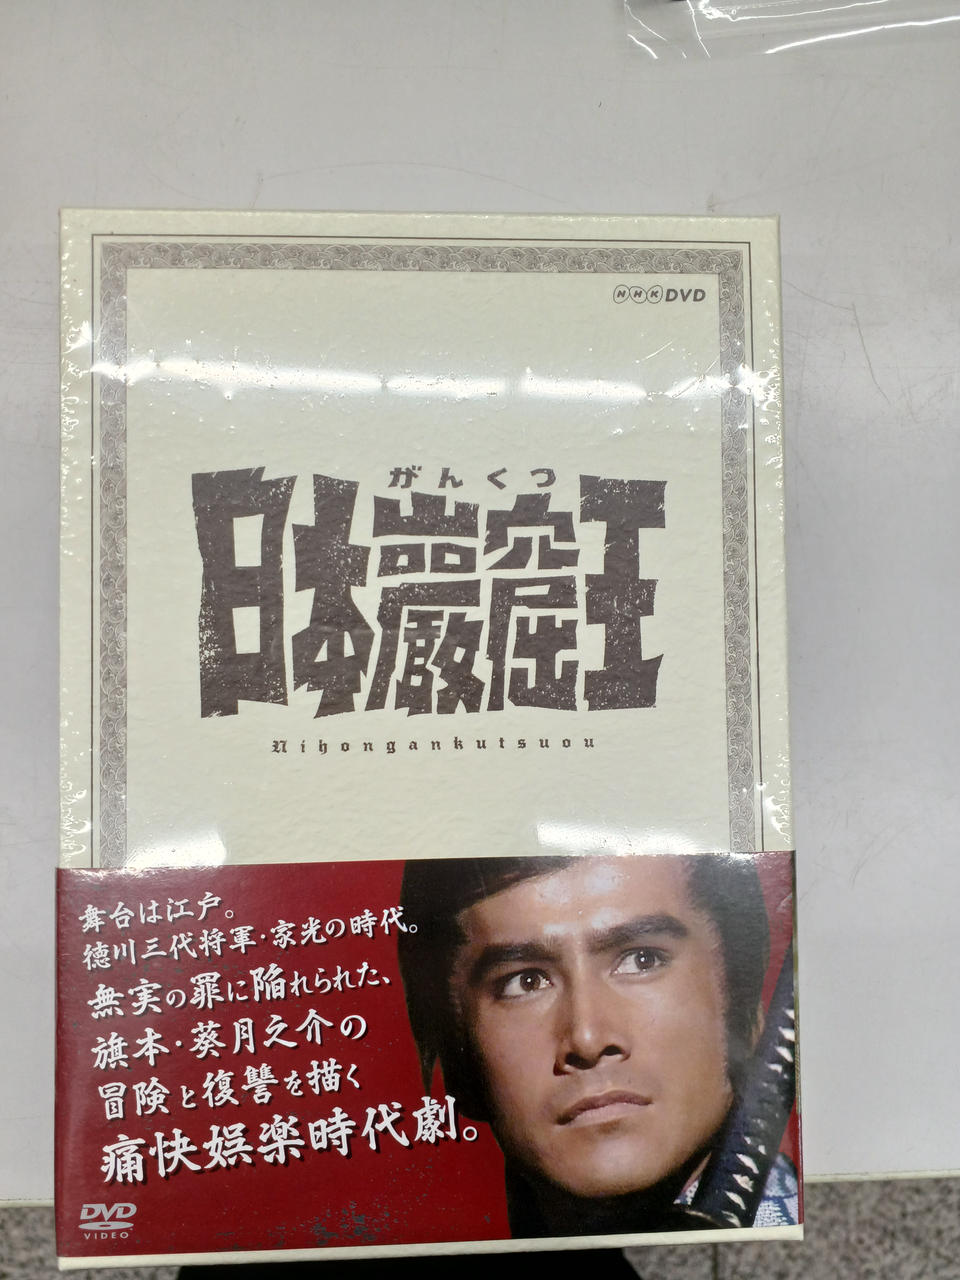 NHK DVD
がんくつ
日本巌窟王
Nihongankutsuou
舞台は江戸。
徳川三代将軍・家光の時代。
無実の罪に陥れられた、
旗本・葵月之介の
冒険と復讐を描く
痛快娯楽時代劇。
DVD
VIDEO